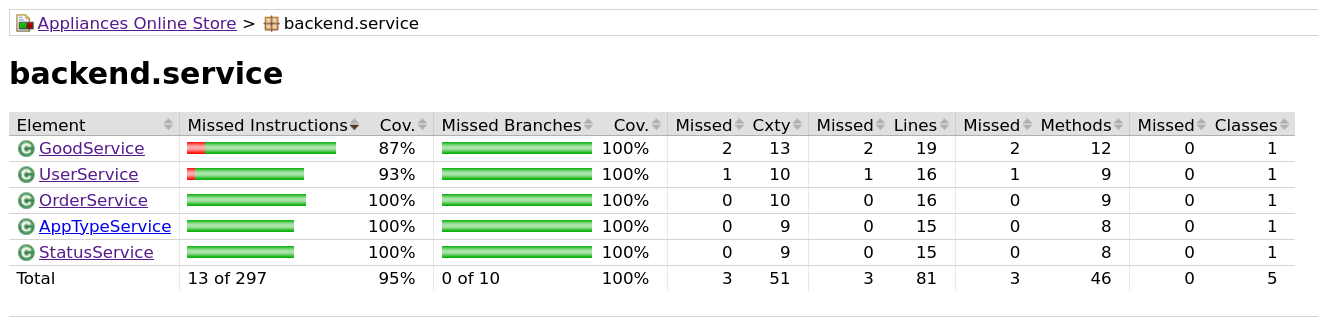 Appliances Online Store > backend.service
backend.service
Element Missed Instructions Cov. Missed Branches Cov. Missed Cxty Missed Lines Missed Methods Missed Classes
GoodService 87% 100% 2 13 2 19 2 12 0 1
UserService 93% 100% 1 10 1 16 1 9 0 1
OrderService 100% 100% 0 10 0 16 0 9 0 1
AppTypeService 100% 100% 0 9 0 15 0 8 0 1
StatusService 100% 100% 0 9 0 15 0 8 0 1
Total 13 of 297 95% 0 of 10 100% 3 51 3 81 3 46 0 5